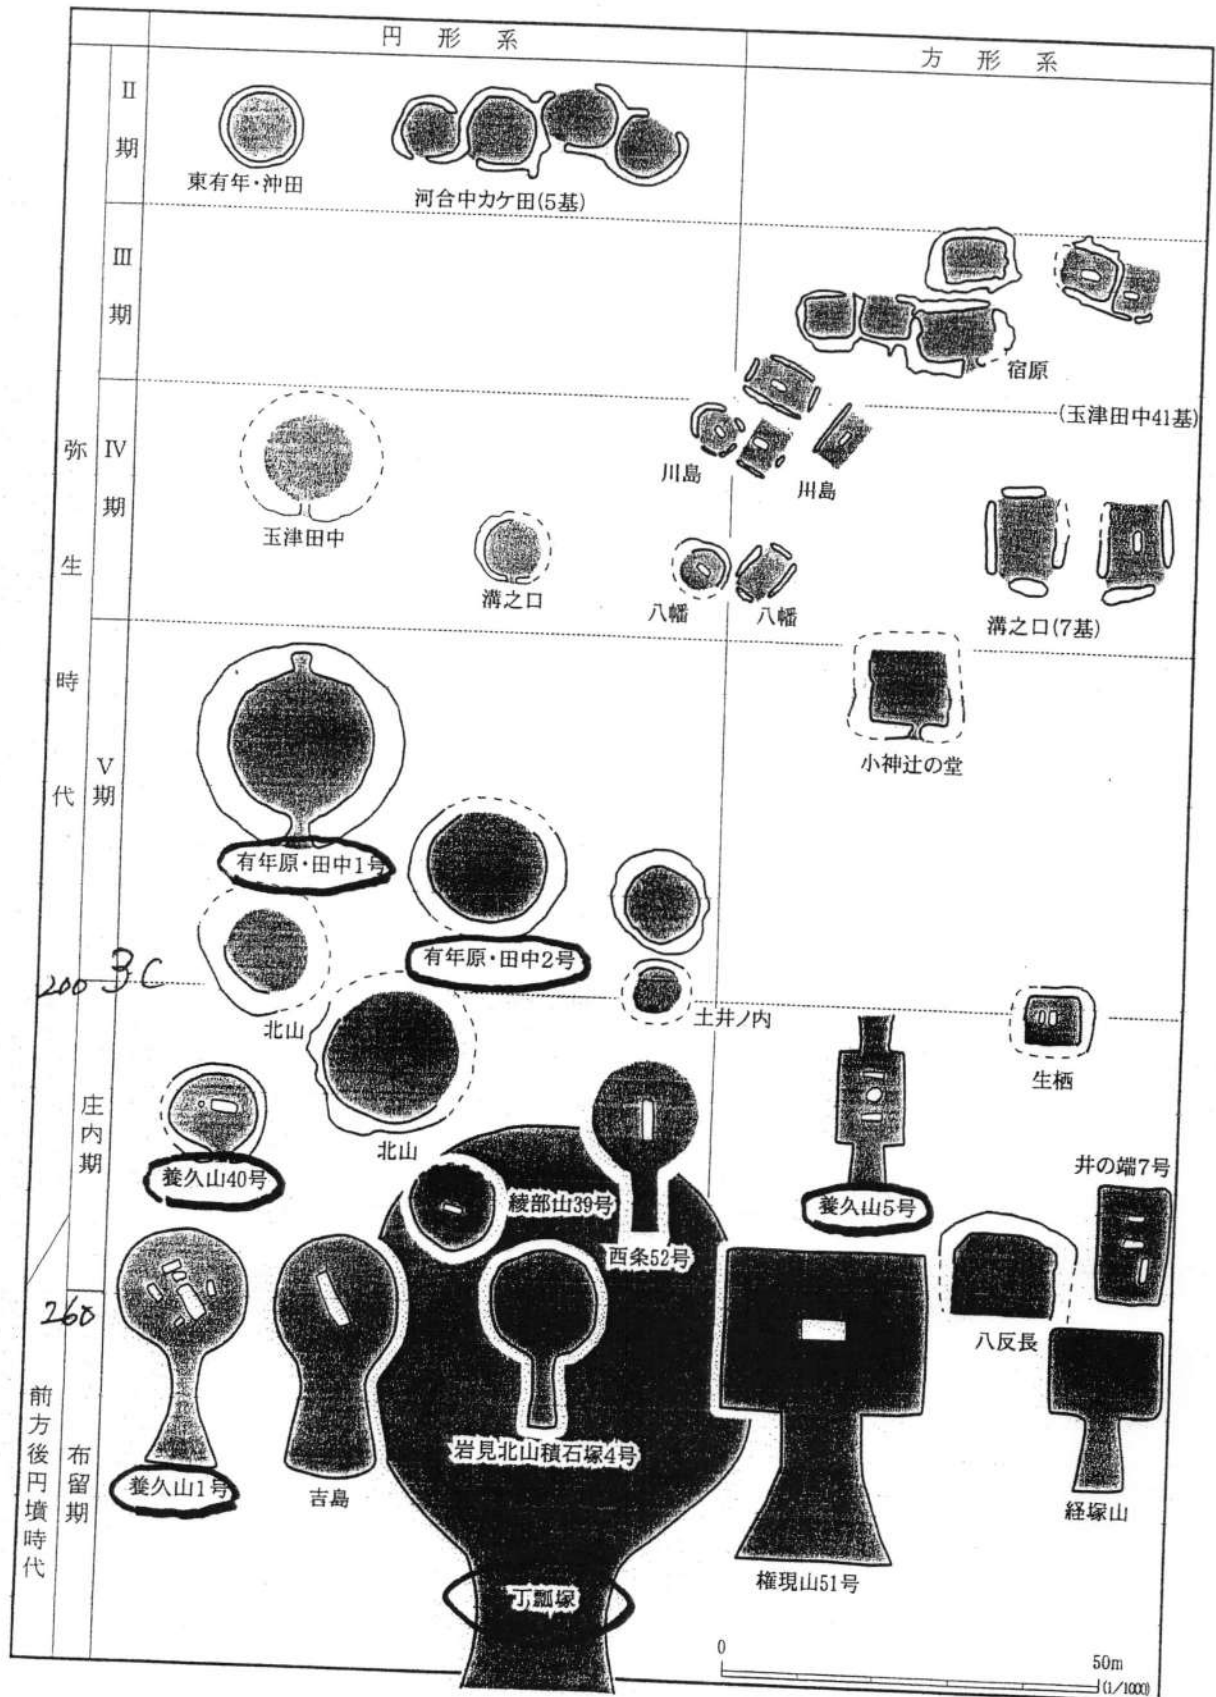 円形系
方形系
弥生時代
前方後円墳時代
II期
III期
IV期
V期
庄内期
布留期
東有年・沖田
河合中カケ田(5基)
宿原
(玉津田中41基)
玉津田中
溝之口
川島
川島
八幡
八幡
溝之口(7基)
小神辻の堂
有年原・田中1号
有年原・田中2号
200 3C
北山
土井ノ内
生栖
北山
養久山40号
綾部山39号
西条52号
養久山5号
井の端7号
八反長
260
養久山1号
吉島
岩見北山積石塚4号
経塚山
権現山51号
丁瓢塚
0
50m
(1/1000)